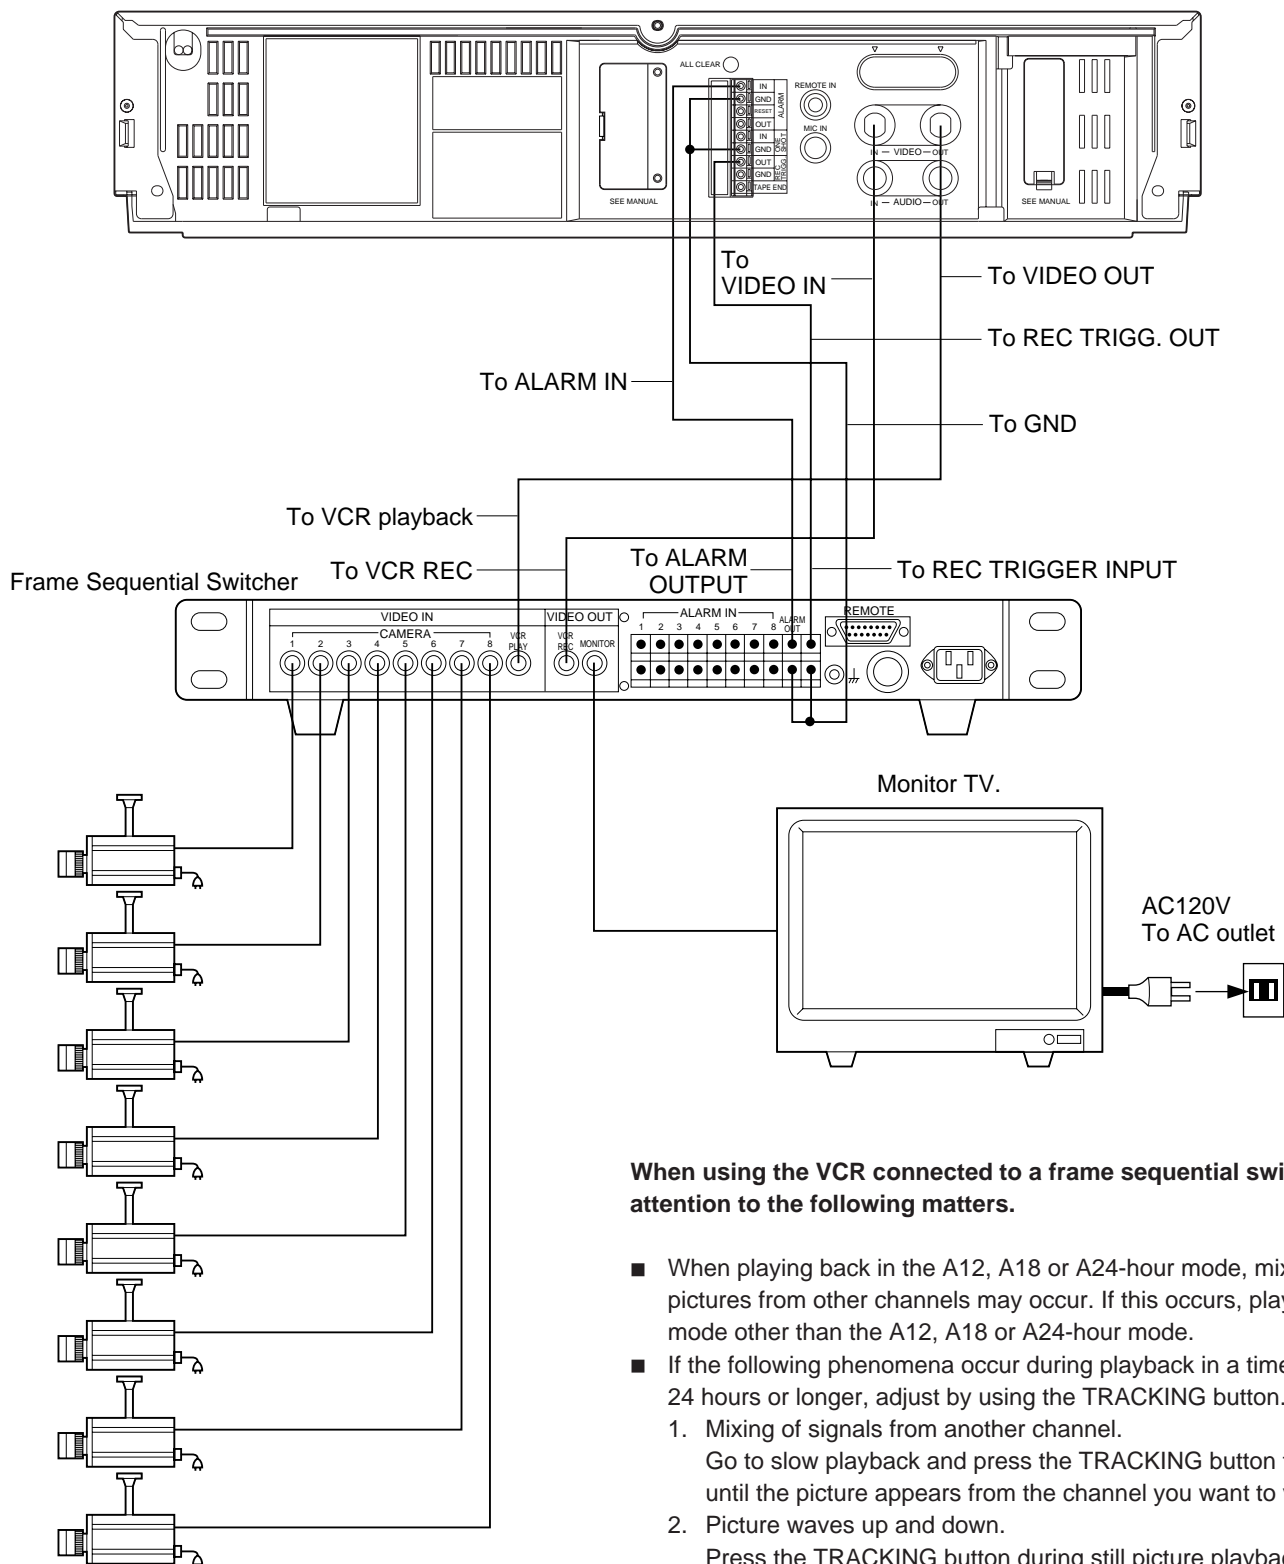 ALL CLEAR
IN
GND
RESET
OUT
ALARM
IN
GND
ONE SHOT
OUT
GND
REC TRIGG
TAPE END
REMOTE IN
MIC IN
IN — VIDEO — OUT
IN — AUDIO — OUT
SEE MANUAL
SEE MANUAL
To
VIDEO IN
To VIDEO OUT
To REC TRIGG. OUT
To ALARM IN
To GND
To VCR playback
To VCR REC
To ALARM
OUTPUT
To REC TRIGGER INPUT
Frame Sequential Switcher
VIDEO IN
VIDEO OUT
CAMERA
1 2 3 4 5 6 7 8
VCR
PLAY
VCR
REC
MONITOR
ALARM IN
1 2 3 4 5 6 7 8
ALARM
OUT
REMOTE
Monitor TV.
AC120V
To AC outlet
When using the VCR connected to a frame sequential
attention to the following matters.
■ When playing back in the A12, A18 or A24-hour mode,
pictures from other channels may occur. If this occurs,
mode other than the A12, A18 or A24-hour mode.
■ If the following phenomena occur during playback in a time
24 hours or longer, adjust by using the TRACKING button.
1. Mixing of signals from another channel.
Go to slow playback and press the TRACKING button
until the picture appears from the channel you want to
2. Picture waves up and down.
Press the TRACKING button during still picture